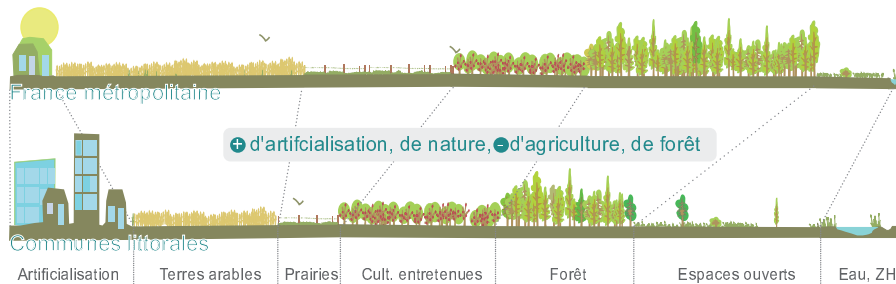 France métropolitaine
+ d'artifcialisation, de nature, - d'agriculture, de forêt
Communes littorales
Artificialisation Terres arables Prairies Cult. entretenues Forêt Espaces ouverts Eau, ZH